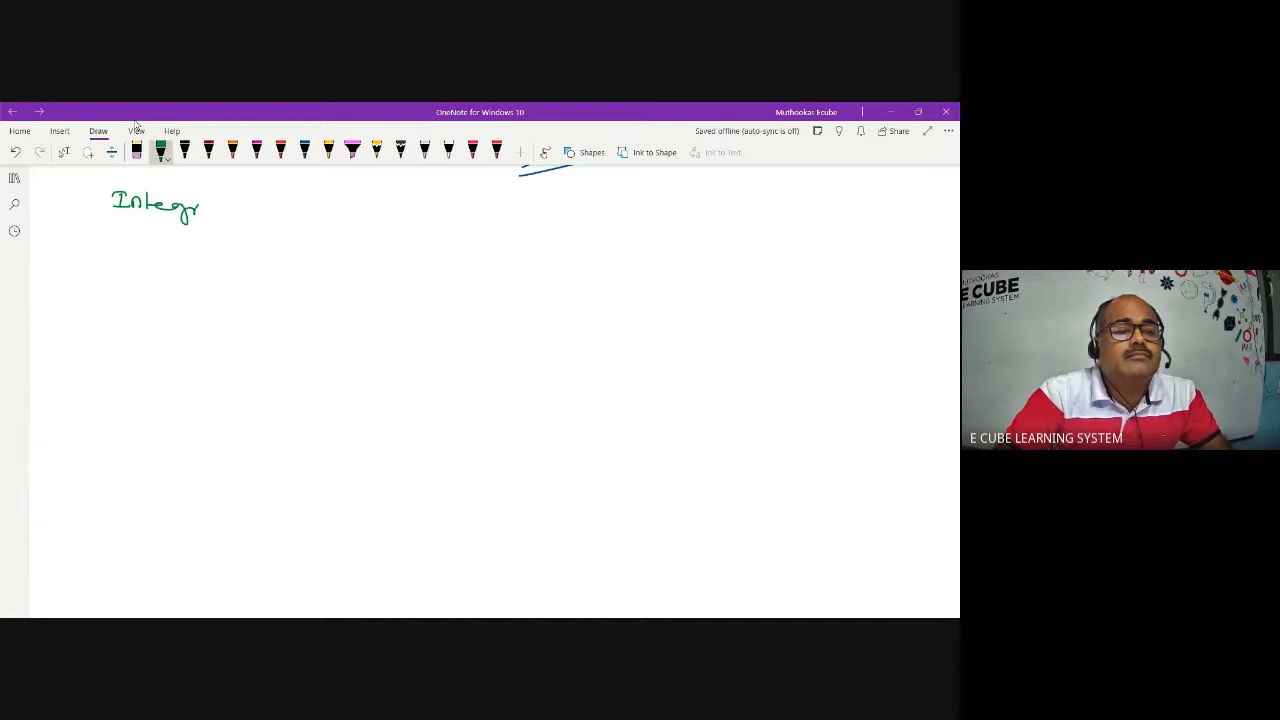 OneNote for Windows 10
Muthookas Ecube
Home Insert Draw View Help
Saved offline (auto-sync is off) Share
Shapes Ink to Shape Ink to Text
Integr
E CUBE
LEARNING SYSTEM
E CUBE LEARNING SYSTEM